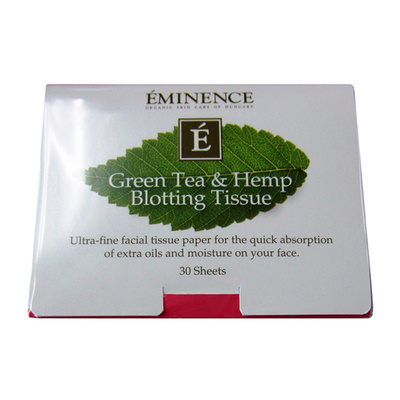 ÉMINENCE
ORGANIC SKIN CARE OF HUNGARY
É
Green Tea & Hemp
Blotting Tissue
Ultra-fine facial tissue paper for the quick absorption
of extra oils and moisture on your face.
30 Sheets